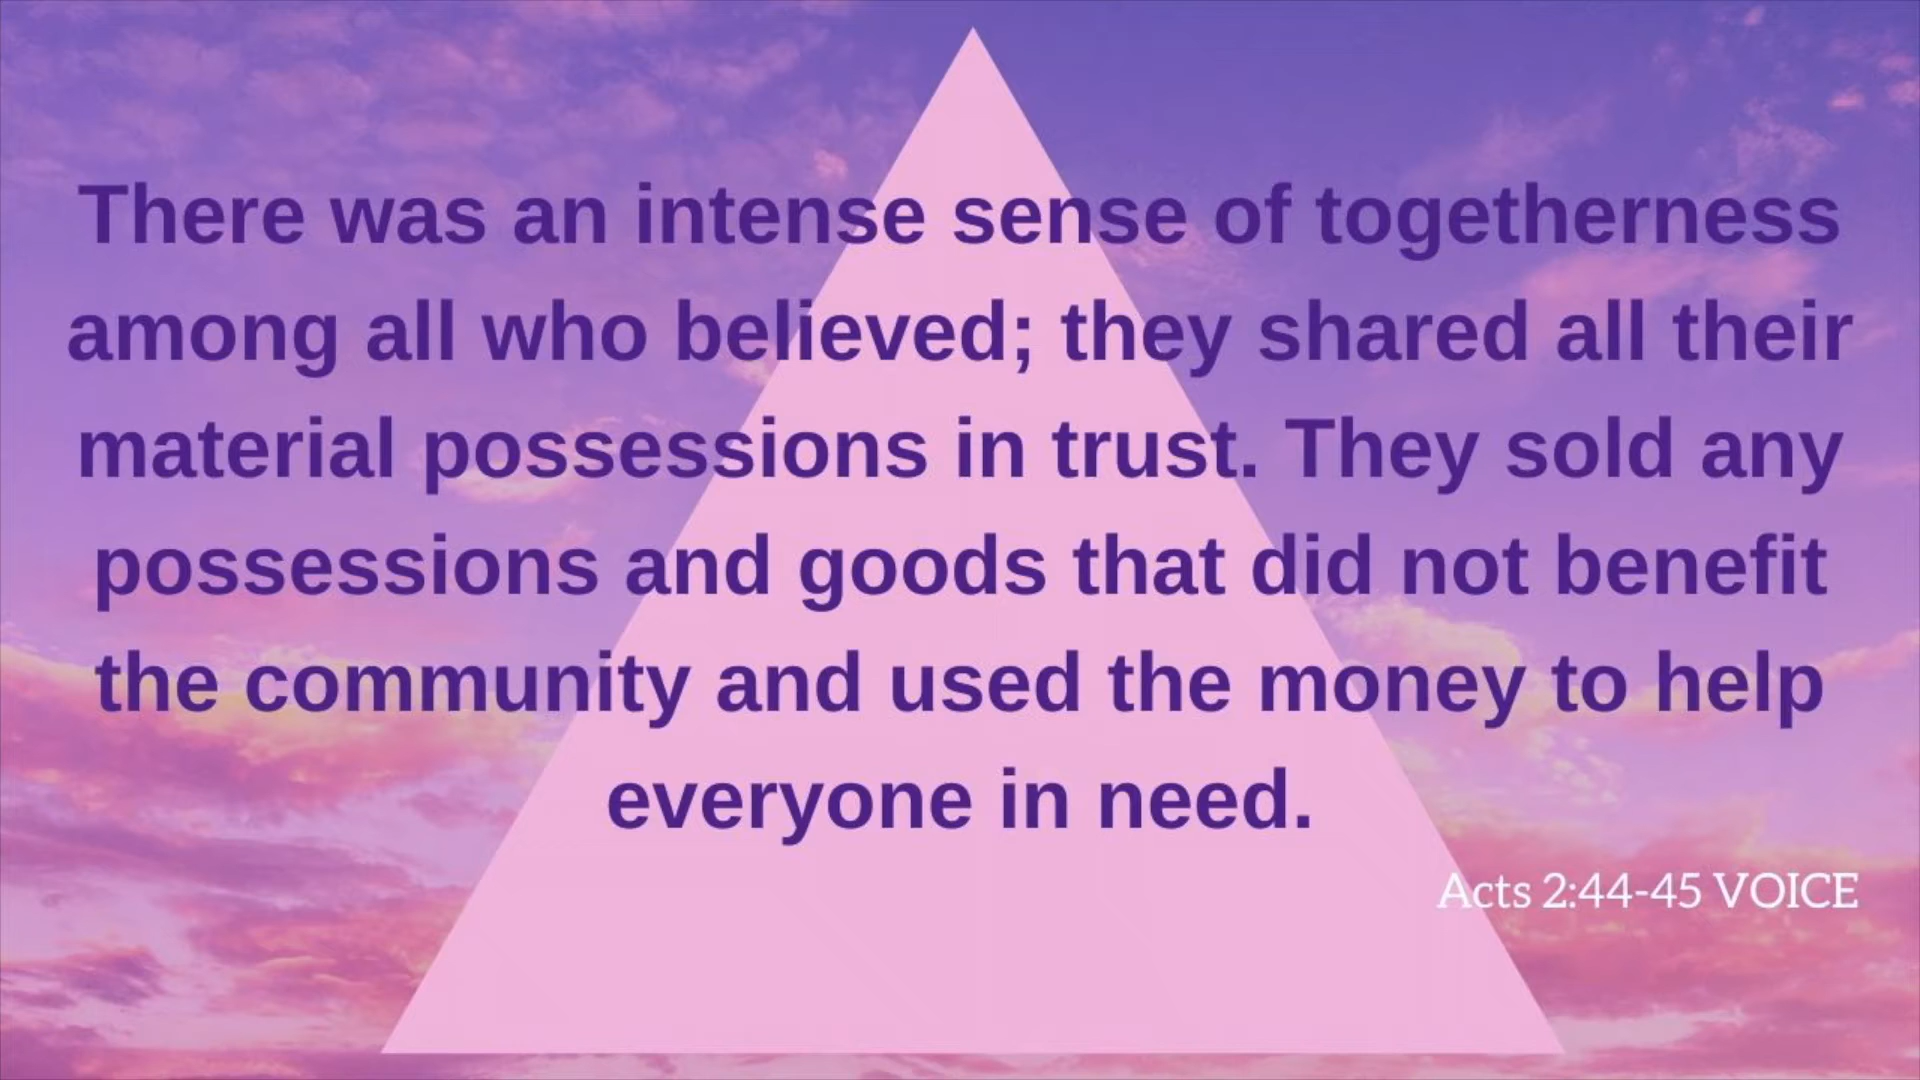 There was an intense sense of togetherness
among all who believed; they shared all their
material possessions in trust. They sold any
possessions and goods that did not benefit
the community and used the money to help
everyone in need.
Acts 2:44-45 VOICE